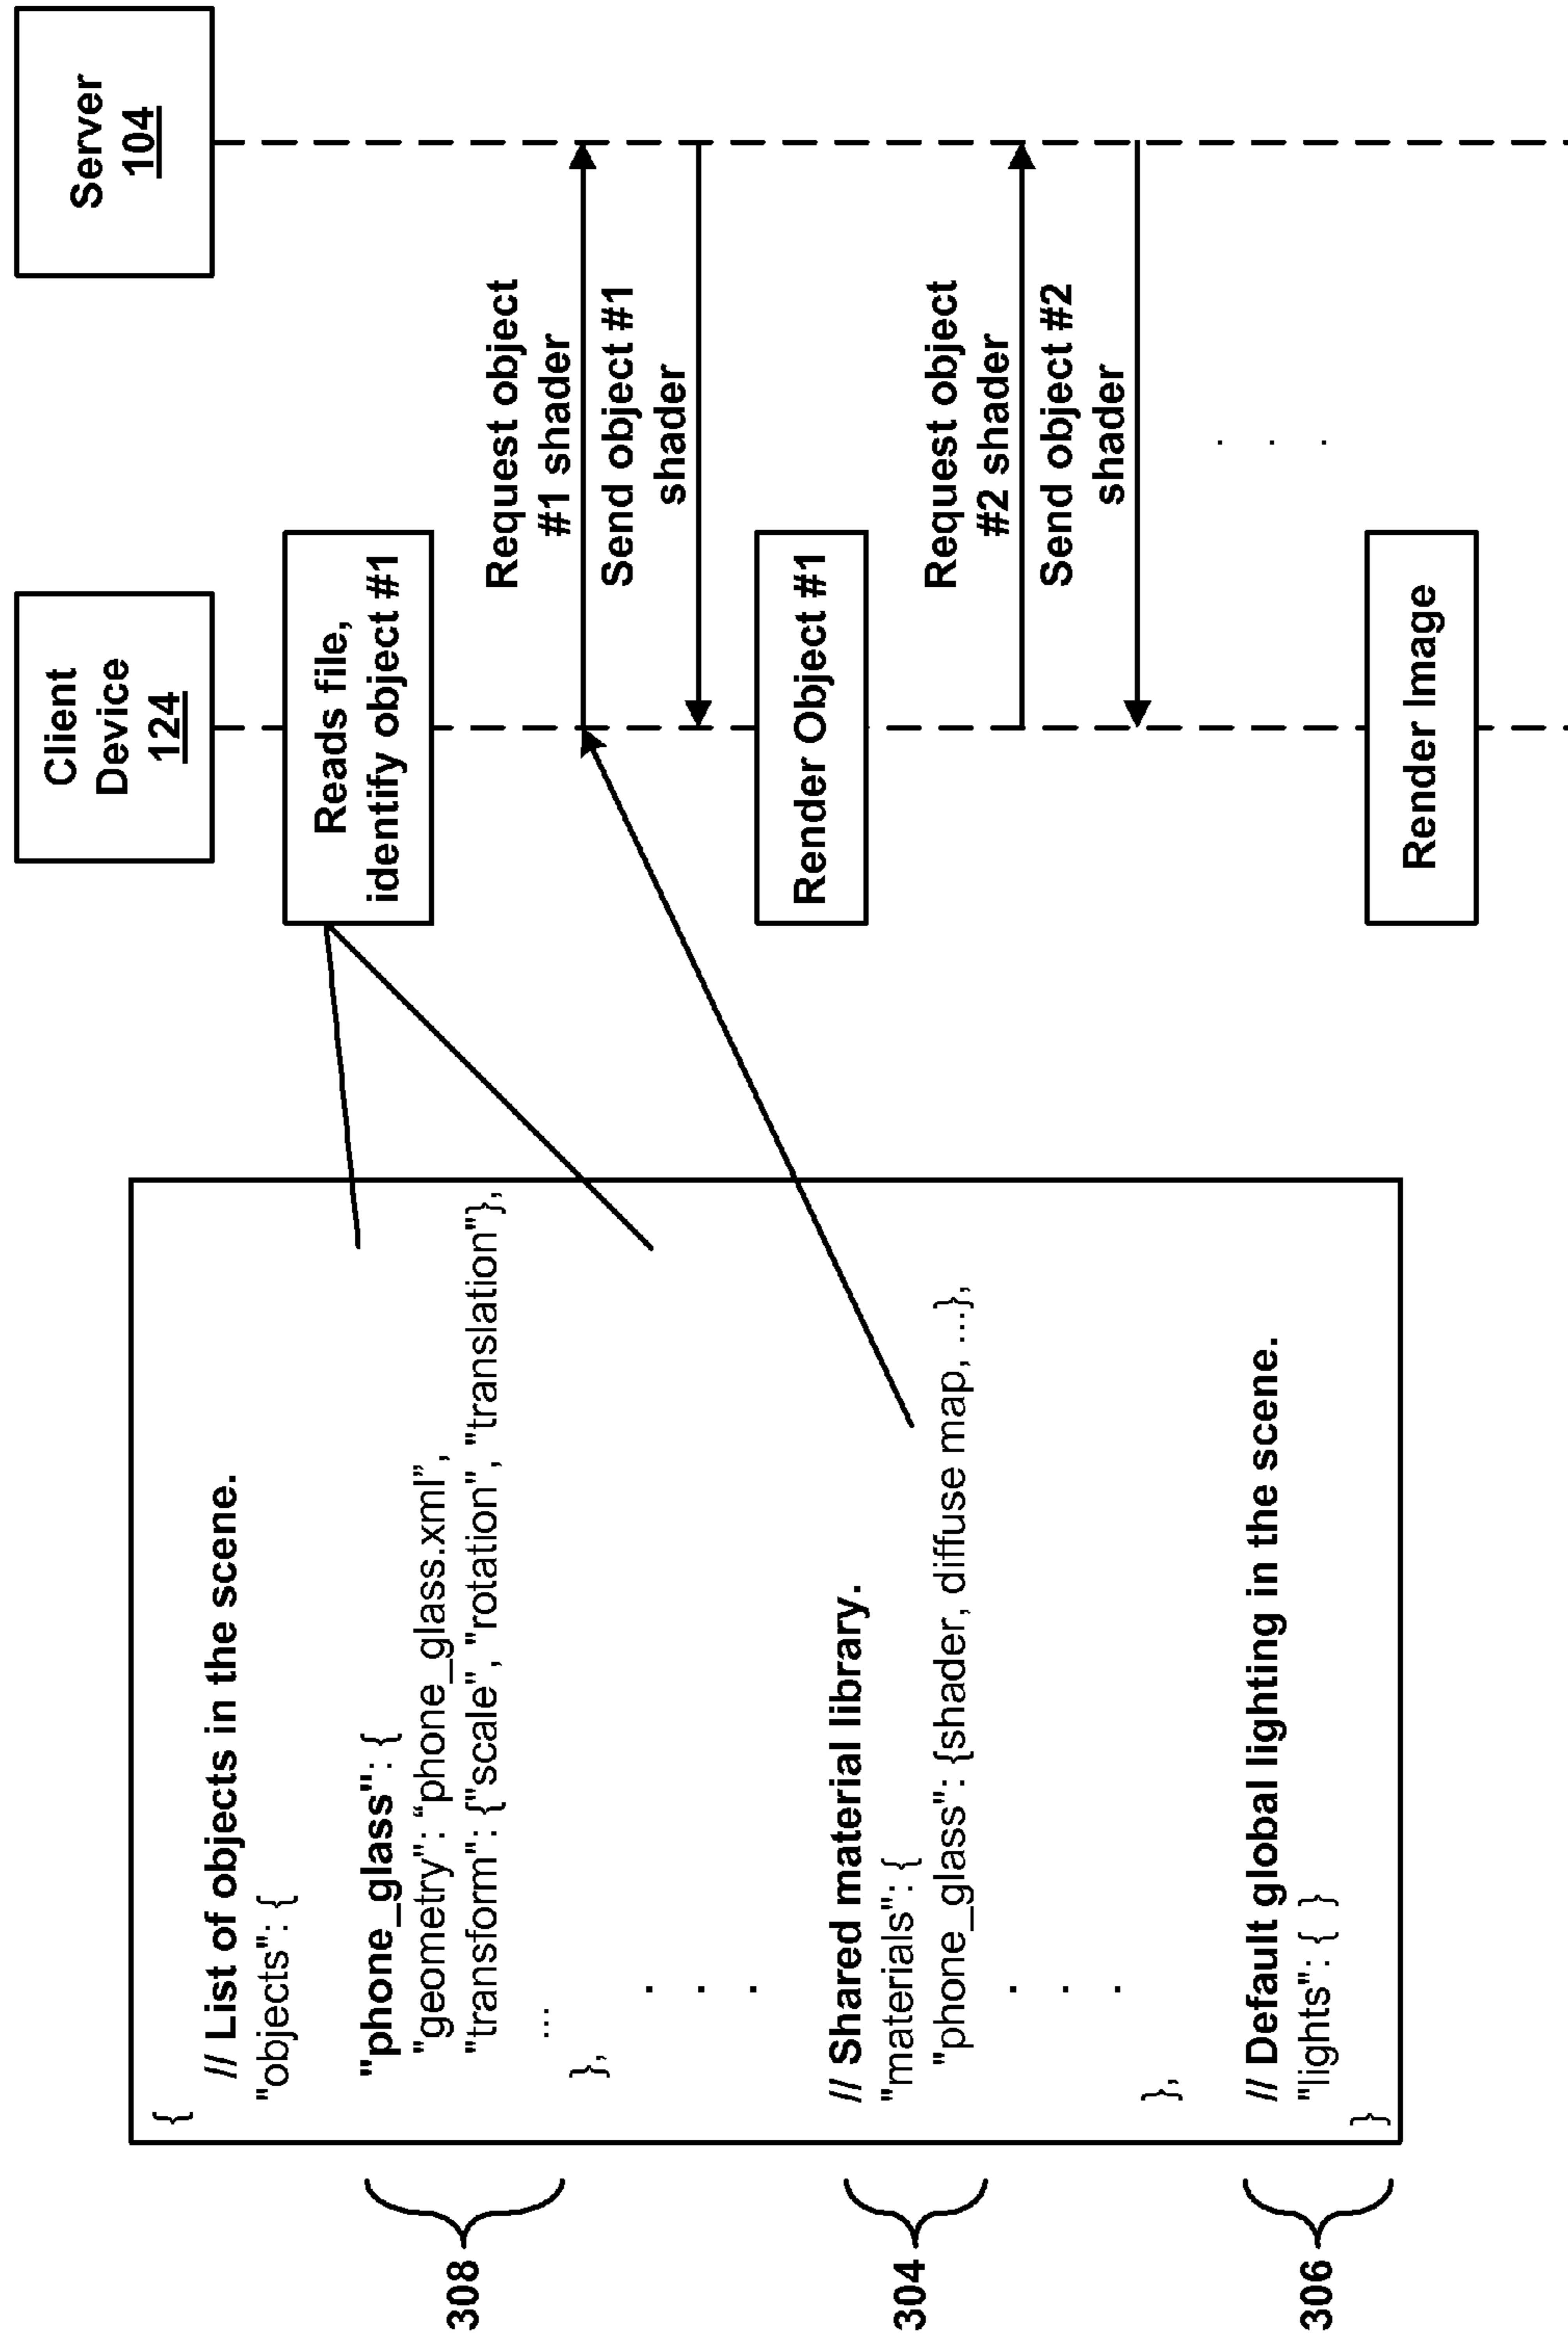 {
// List of objects in the scene.
"objects": {
"phone_glass": {
"geometry": “phone_glass.xml”,
"transform": {"scale", "rotation", "translation"},
...
},
. . .
// Shared material library.
"materials": {
"phone_glass": {shader, diffuse map, ...},
. . .
},
// Default global lighting in the scene.
"lights": { }
}
308
304
306
Client
Device
124
Server
104
Reads file,
identify object #1
Request object
#1 shader
Send object #1
shader
Render Object #1
Request object
#2 shader
Send object #2
shader
. . .
Render Image